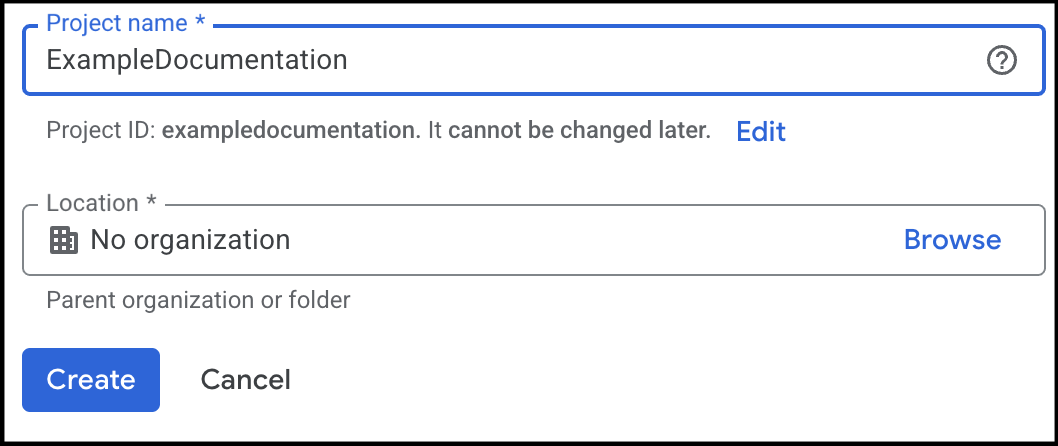 Project name *
ExampleDocumentation
Project ID: exampledocumentation. It cannot be changed later. Edit
Location *
No organization Browse
Parent organization or folder
Create Cancel